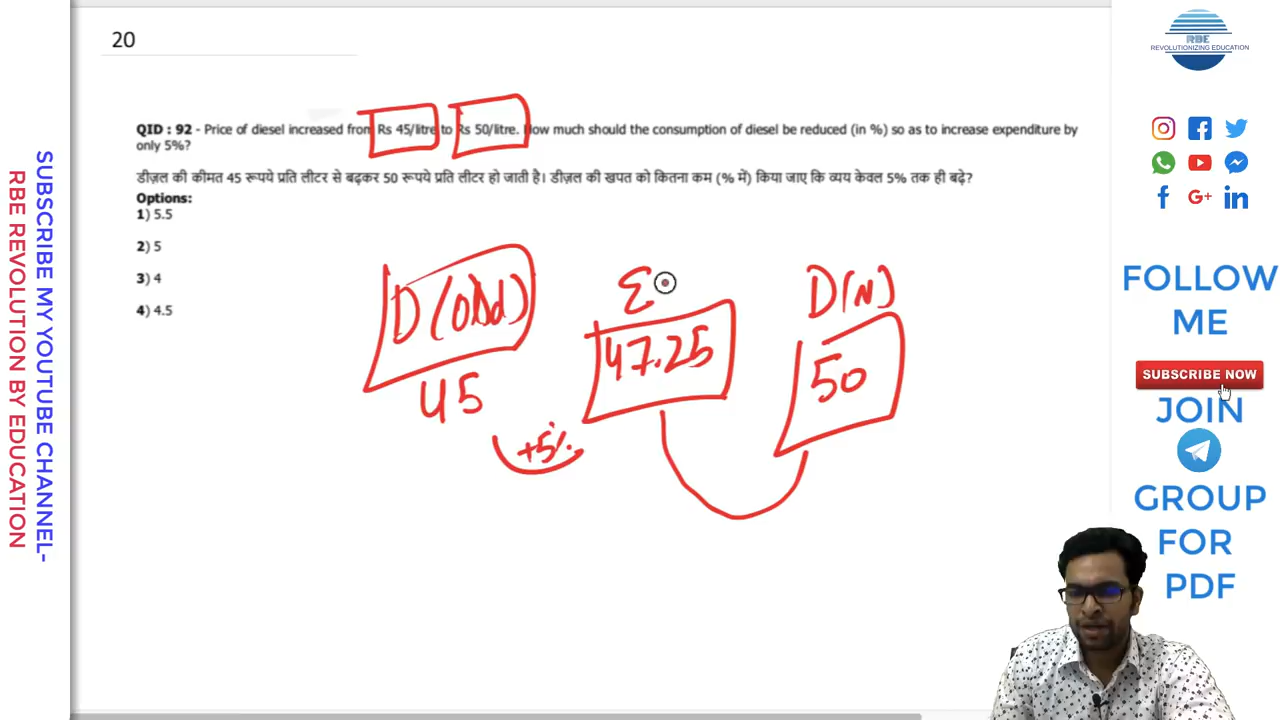 20
QID : 92 - Price of diesel increased from Rs 45/litre to Rs 50/litre. How much should the consumption of diesel be reduced (in %) so as to increase expenditure by
only 5%?
डीज़ल की कीमत 45 रूपये प्रति लीटर से बढ़कर 50 रूपये प्रति लीटर हो जाती है। डीज़ल की खपत को कितना कम (% में) किया जाए कि व्यय केवल 5% तक ही बढ़े?
Options:
1) 5.5
2) 5
3) 4
4) 4.5
D (Old)
45
+5%
E
47.25
D(N)
50
SUBSCRIBE MY YOUTUBE CHANNEL-
RBE REVOLUTION BY EDUCATION
RBE
REVOLUTIONIZING EDUCATION
FOLLOW
ME
SUBSCRIBE NOW
JOIN
GROUP
FOR
PDF